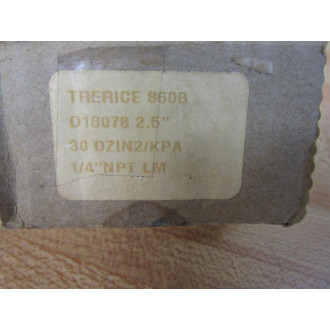 TRERICE 860B
D18078 2.5"
30 OZIN2/KPA
1/4"NPT LM